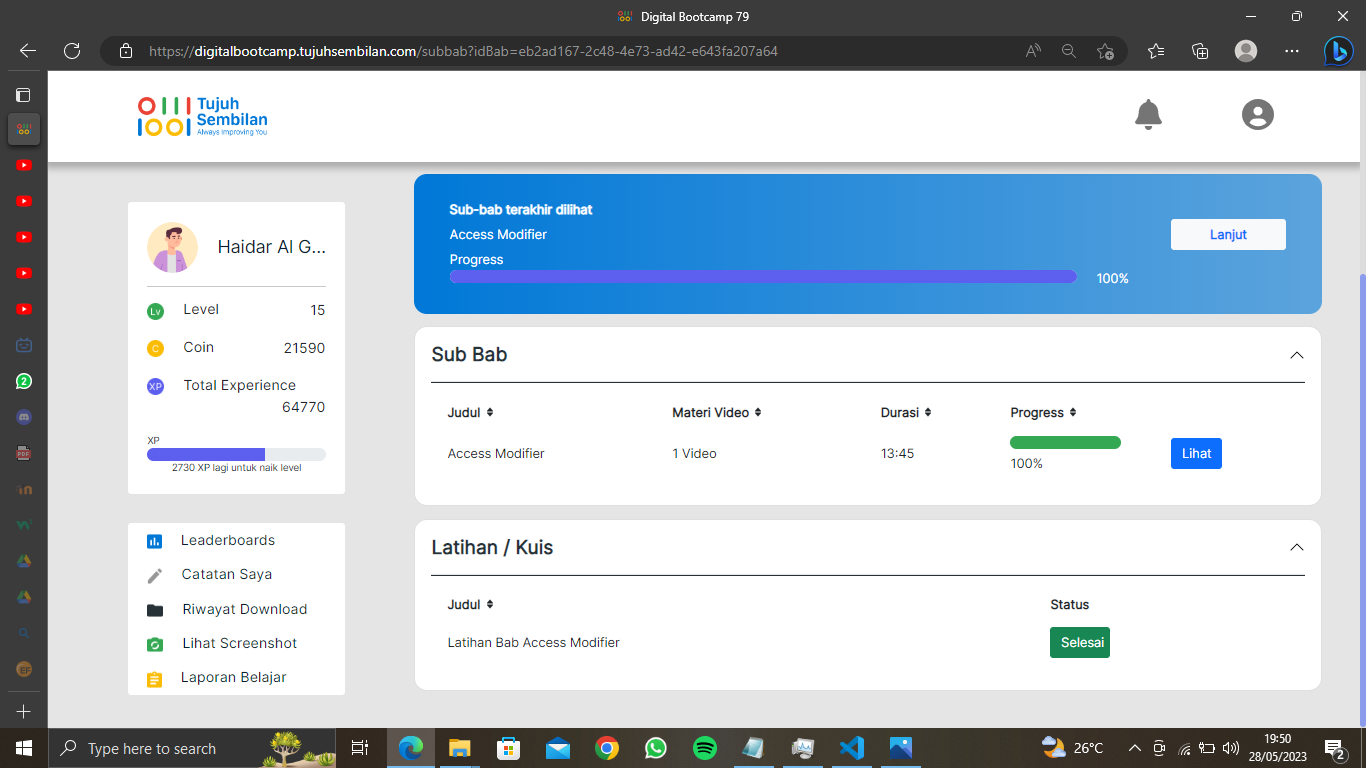 Digital Bootcamp 79
https://digitalbootcamp.tujuhsembilan.com/subbab?idBab=eb2ad167-2c48-4e73-ad42-e643fa207a64
Tujuh
Sembilan
Always Improving You
Sub-bab terakhir dilihat
Access Modifier
Lanjut
Progress
100%
Haidar Al G...
Lv Level 15
C Coin 21590
XP Total Experience
64770
XP
2730 XP lagi untuk naik level
Leaderboards
Catatan Saya
Riwayat Download
Lihat Screenshot
Laporan Belajar
Sub Bab
Judul Materi Video Durasi Progress
Access Modifier 1 Video 13:45 100% Lihat
Latihan / Kuis
Judul Status
Latihan Bab Access Modifier Selesai
2
PDF
Type here to search
26°C
19:50
28/05/2023
2